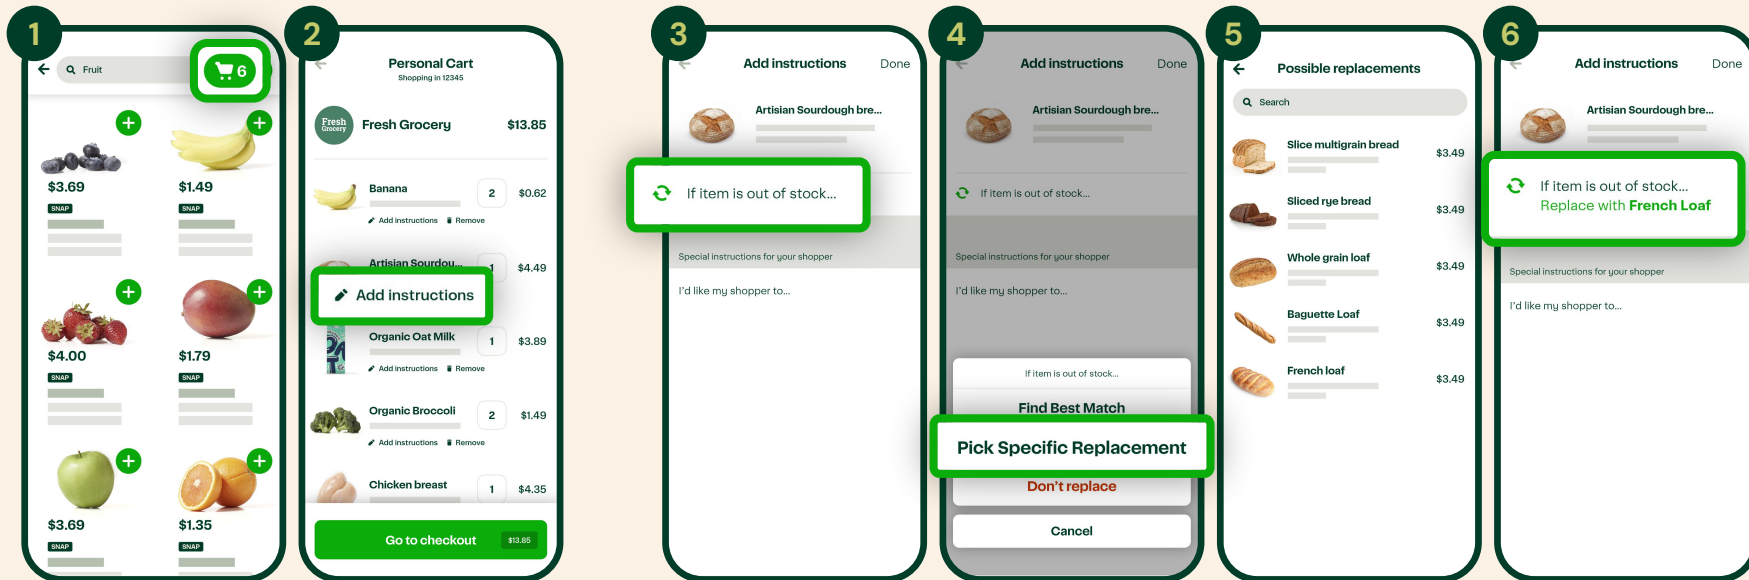 1
Fruit
6
$3.69
SNAP
$1.49
SNAP
$4.00
SNAP
$1.79
SNAP
$3.69
SNAP
$1.35
SNAP
2
Personal Cart
Shopping in 12345
Fresh
Grocery
Fresh Grocery $13.85
Banana 2 $0.62
Add instructions Remove
Artisian Sourdou... 1 $4.49
Add instructions
Organic Oat Milk 1 $3.89
Add instructions Remove
Organic Broccoli 2 $1.49
Add instructions Remove
Chicken breast 1 $4.35
Go to checkout $13.85
3
Add instructions Done
Artisian Sourdough bre...
If item is out of stock...
Special instructions for your shopper
I'd like my shopper to...
4
Add instructions Done
Artisian Sourdough bre...
If item is out of stock...
Special instructions for your shopper
I'd like my shopper to...
If item is out of stock...
Find Best Match
Pick Specific Replacement
Don't replace
Cancel
5
Possible replacements
Search
Slice multigrain bread $3.49
Sliced rye bread $3.49
Whole grain loaf $3.49
Baguette Loaf $3.49
French loaf $3.49
6
Add instructions Done
Artisian Sourdough bre...
If item is out of stock...
Replace with French Loaf
Special instructions for your shopper
I'd like my shopper to...